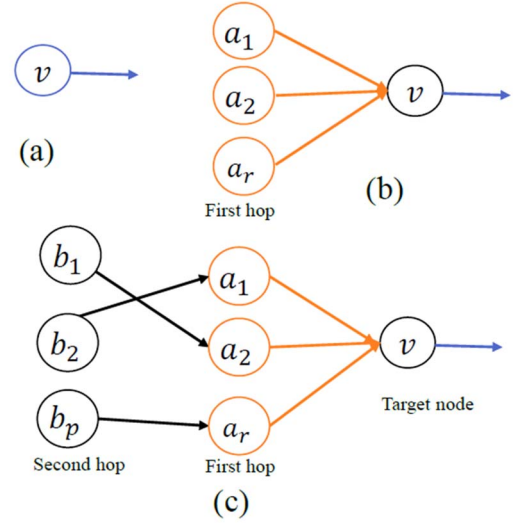 v
(a)
a₁
a₂
aᵣ
v
First hop
(b)
b₁
b₂
bₚ
Second hop
a₁
a₂
aᵣ
First hop
v
Target node
(c)